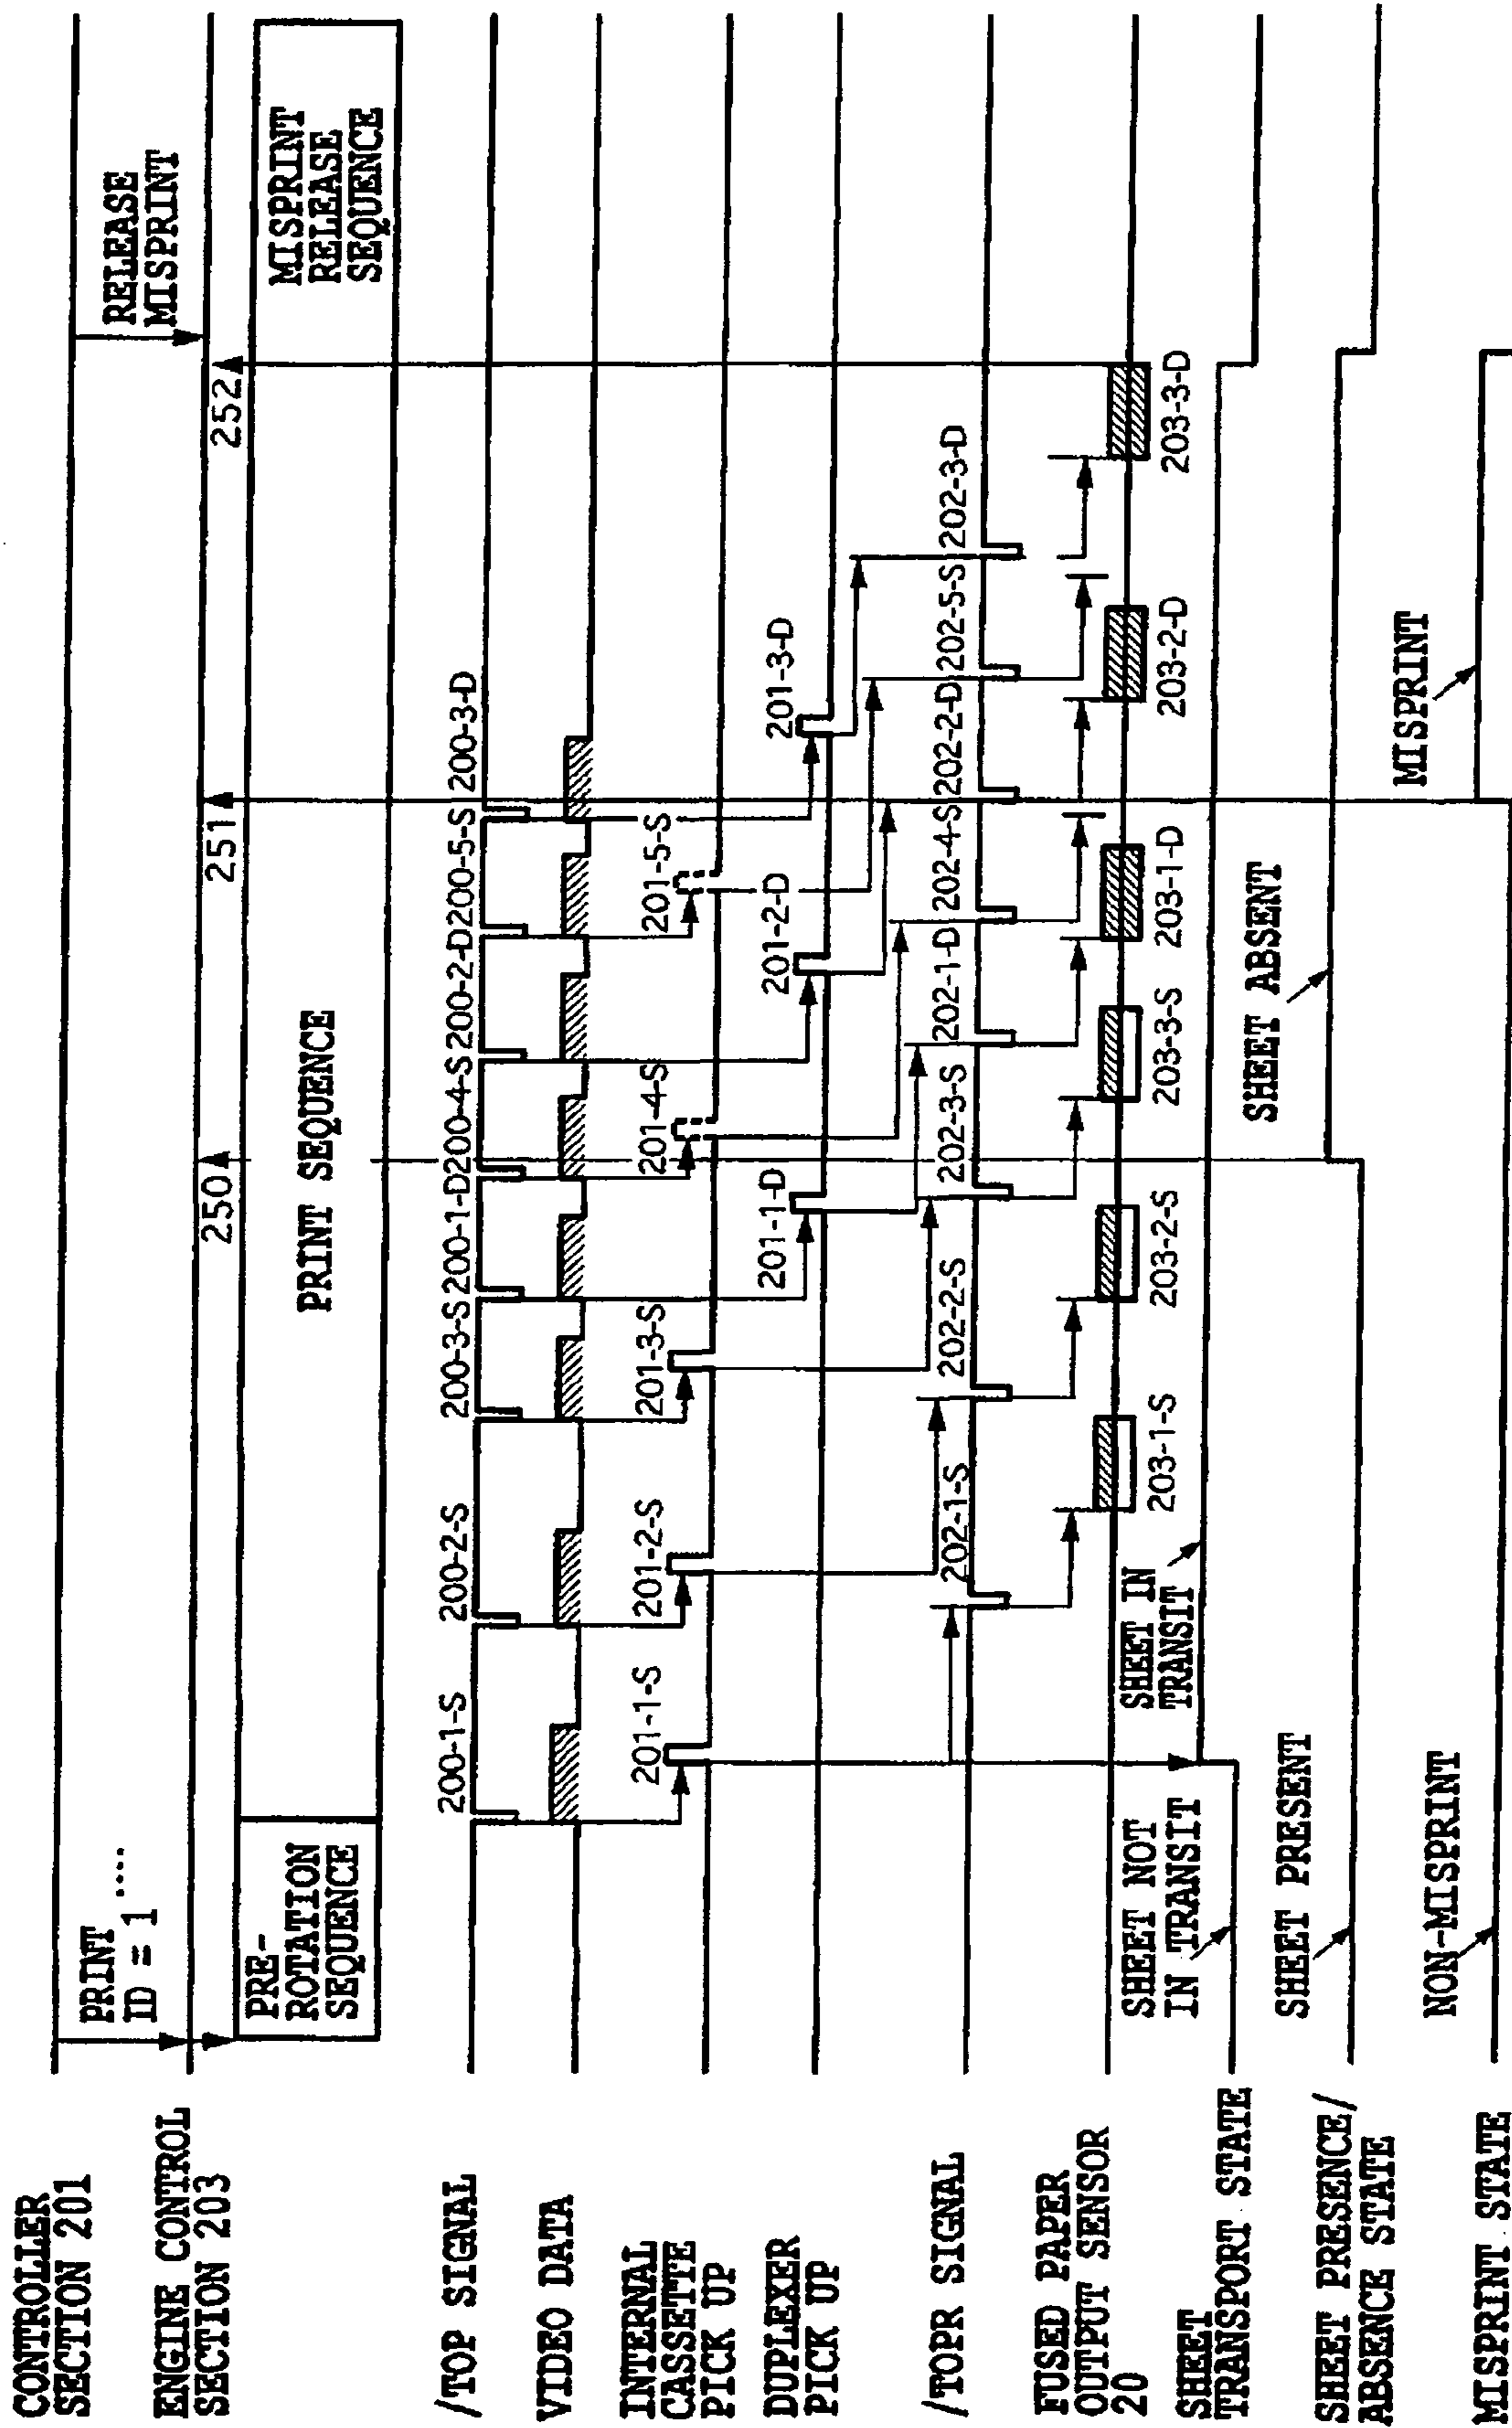 CONTROLLER
SECTION 201
PRINT
ID = 1 ....
RELEASE
MISPRINT
ENGINE CONTROL
SECTION 203
250
251
252
PRE-
ROTATION
SEQUENCE
PRINT SEQUENCE
MISPRINT
RELEASE
SEQUENCE
/TOP SIGNAL
200-1-S
200-2-S
200-3-S
200-1-D
200-4-S
200-2-D
200-5-S
200-3-D
VIDEO DATA
INTERNAL
CASSETTE
PICK UP
201-1-S
201-2-S
201-3-S
201-4-S
201-5-S
DUPLEXER
PICK UP
201-1-D
201-2-D
201-3-D
/TOPR SIGNAL
202-1-S
202-2-S
202-3-S
202-1-D
202-4-S
202-2-D
202-5-S
202-3-D
FUSED PAPER
OUTPUT SENSOR
20
203-1-S
203-2-S
203-3-S
203-1-D
203-2-D
203-3-D
SHEET
TRANSPORT STATE
SHEET NOT
IN TRANSIT
SHEET IN
TRANSIT
SHEET PRESENCE/
ABSENCE STATE
SHEET PRESENT
SHEET ABSENT
MISPRINT STATE
NON-MISPRINT
MISPRINT